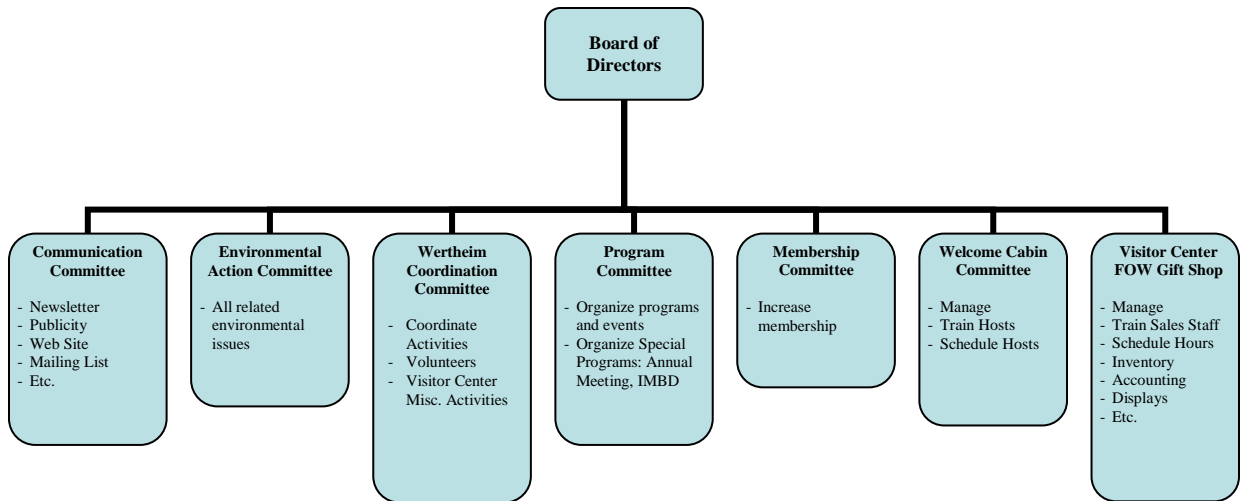 Board of
Directors
Communication
Committee
- Newsletter
- Publicity
- Web Site
- Mailing List
- Etc.
Environmental
Action Committee
- All related
environmental
issues
Wertheim
Coordination
Committee
- Coordinate
Activities
- Volunteers
- Visitor Center
Misc. Activities
Program
Committee
- Organize programs
and events
- Organize Special
Programs: Annual
Meeting, IMBD
Membership
Committee
- Increase
membership
Welcome Cabin
Committee
- Manage
- Train Hosts
- Schedule Hosts
Visitor Center
FOW Gift Shop
- Manage
- Train Sales Staff
- Schedule Hours
- Inventory
- Accounting
- Displays
- Etc.